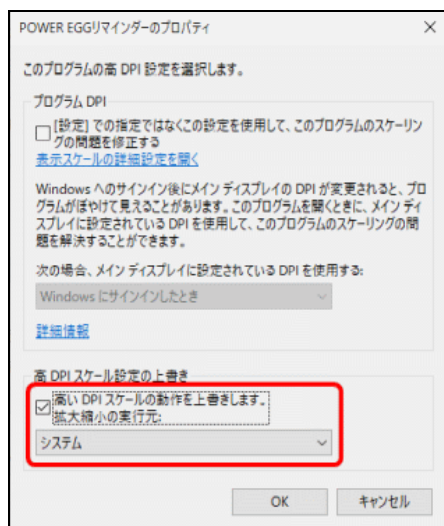 POWER EGGリマインダーのプロパティ
このプログラムの高 DPI 設定を選択します。
プログラム DPI
[設定] での指定ではなくこの設定を使用して、このプログラムのスケーリン
グの問題を修正する
表示スケールの詳細設定を開く
Windows へのサインイン後にメイン ディスプレイの DPI が変更されると、プロ
グラムがぼやけて見えることがあります。このプログラムを開くときに、メイン ディ
スプレイに設定されている DPI を使用して、このプログラムのスケーリングの問
題を解決することができます。
次の場合、メイン ディスプレイに設定されている DPI を使用する:
Windows にサインインしたとき
詳細情報
高 DPI スケール設定の上書き
高い DPI スケールの動作を上書きします。
拡大縮小の実行元:
システム
OK
キャンセル